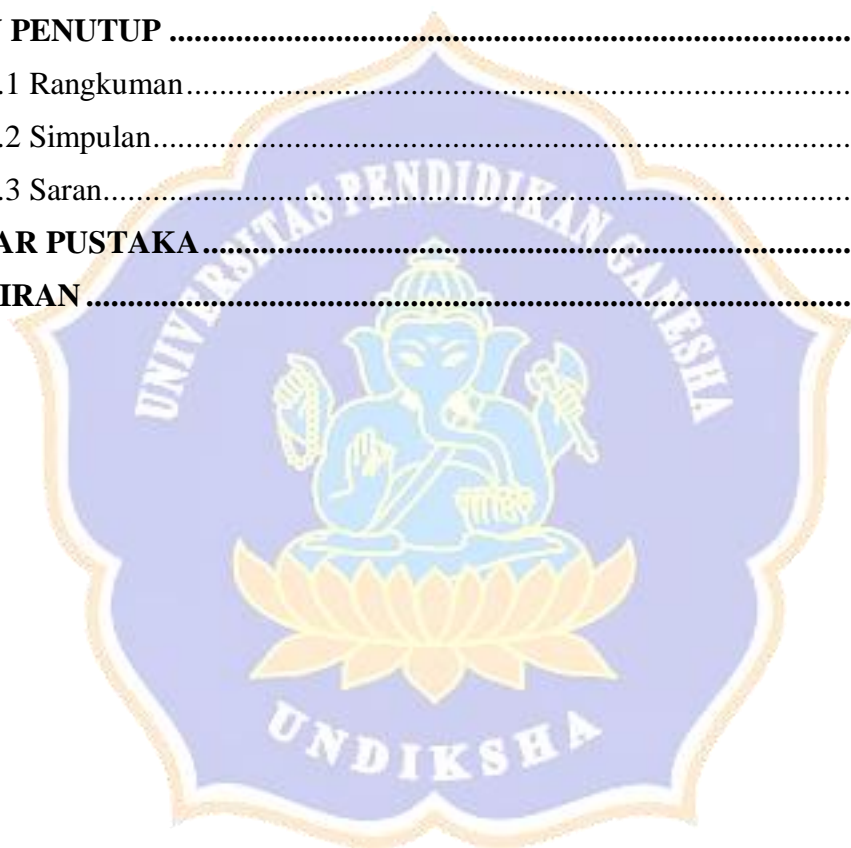 PENUTUP ..........................................................................................
.1 Rangkuman..........................................................................................
.2 Simpulan..........................................................................................
.3 Saran..........................................................................................
AR PUSTAKA..........................................................................................
IRAN..........................................................................................
UNIVERSITAS PENDIDIKAN GANESHA
UNDIKSHA